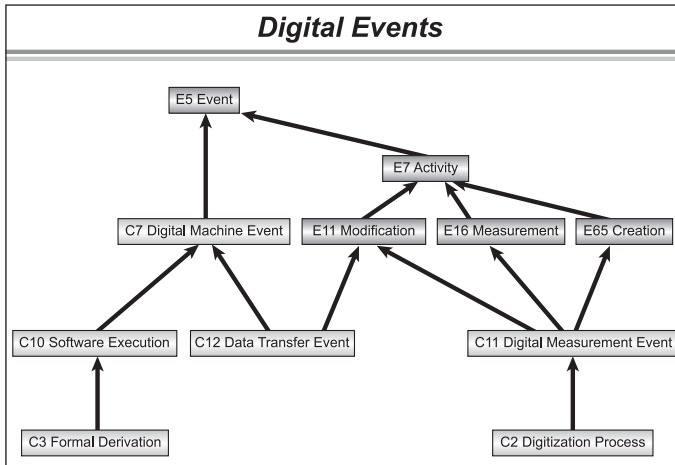 Digital Events
E5 Event
E7 Activity
C7 Digital Machine Event
E11 Modification
E16 Measurement
E65 Creation
C10 Software Execution
C12 Data Transfer Event
C11 Digital Measurement Event
C3 Formal Derivation
C2 Digitization Process